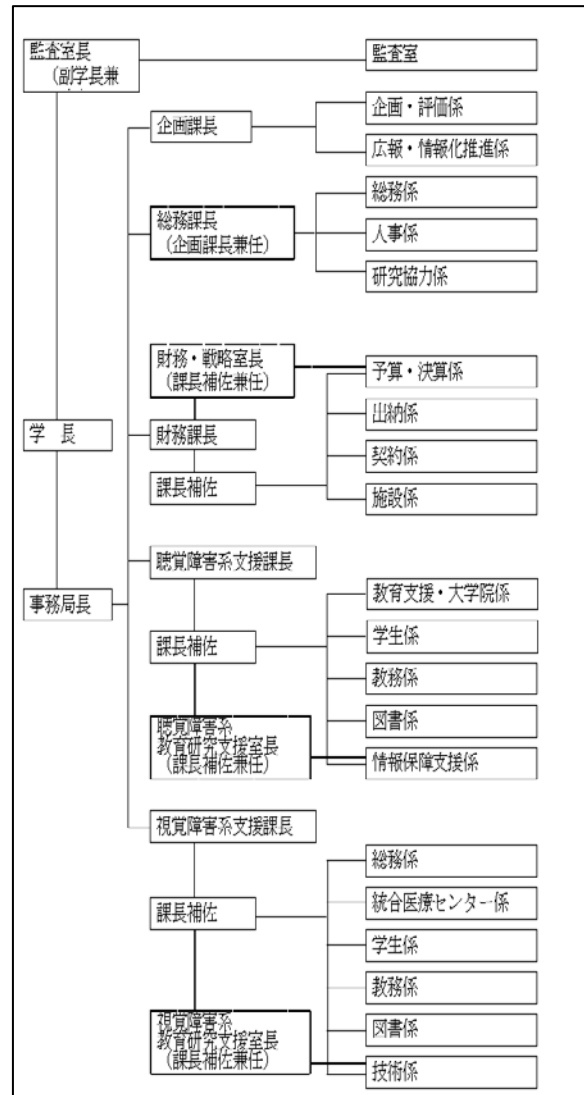 監査室長
（副学長兼
監査室
企画課長
企画・評価係
広報・情報化推進係
総務課長
（企画課長兼任）
総務係
人事係
研究協力係
財務・戦略室長
（課長補佐兼任）
予算・決算係
学　長
財務課長
出納係
課長補佐
契約係
施設係
聴覚障害系支援課長
事務局長
課長補佐
教育支援・大学院係
学生係
教務係
図書係
聴覚障害系
教育研究支援室長
（課長補佐兼任）
情報保障支援係
視覚障害系支援課長
課長補佐
総務係
統合医療センター係
学生係
教務係
図書係
視覚障害系
教育研究支援室長
（課長補佐兼任）
技術係